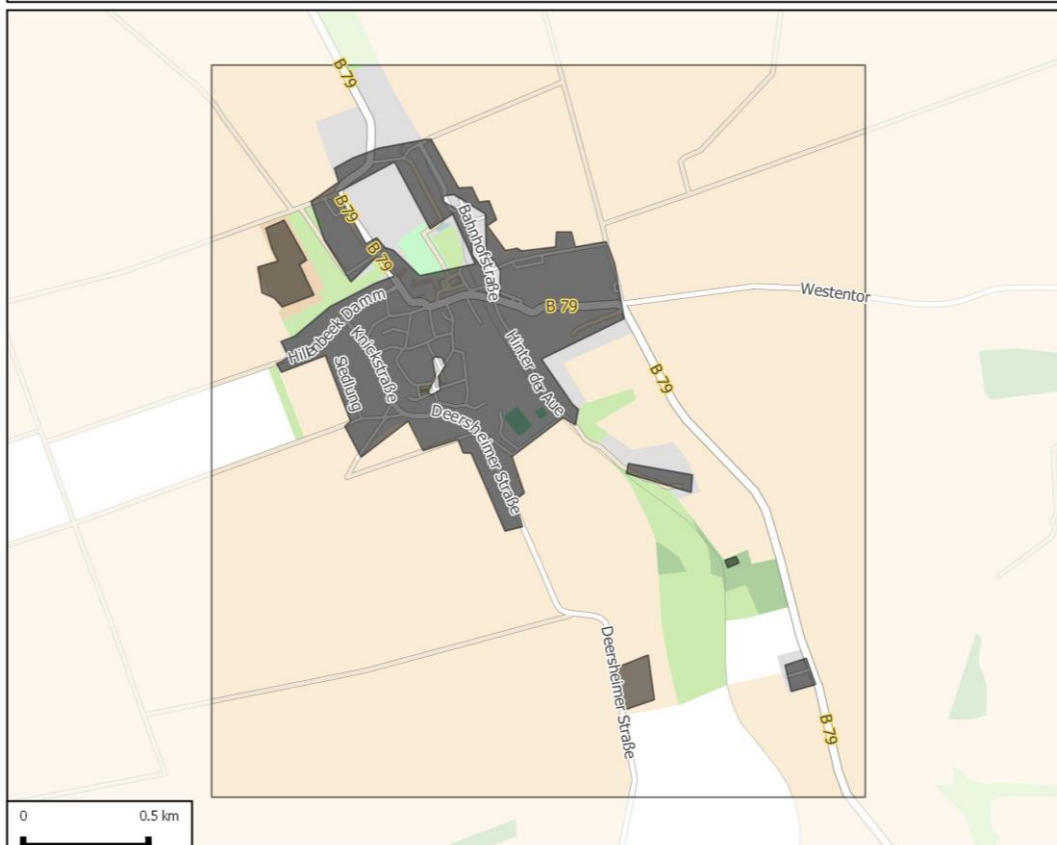 B 79
B 79
B 79
Bahnhofstraße
Westentor
B 79
Hillenbeek Damm
Knickstraße
Siedlung
Hinter der Aue
B 79
Deersheimer Straße
Deersheimer Straße
B 79
0 0.5 km